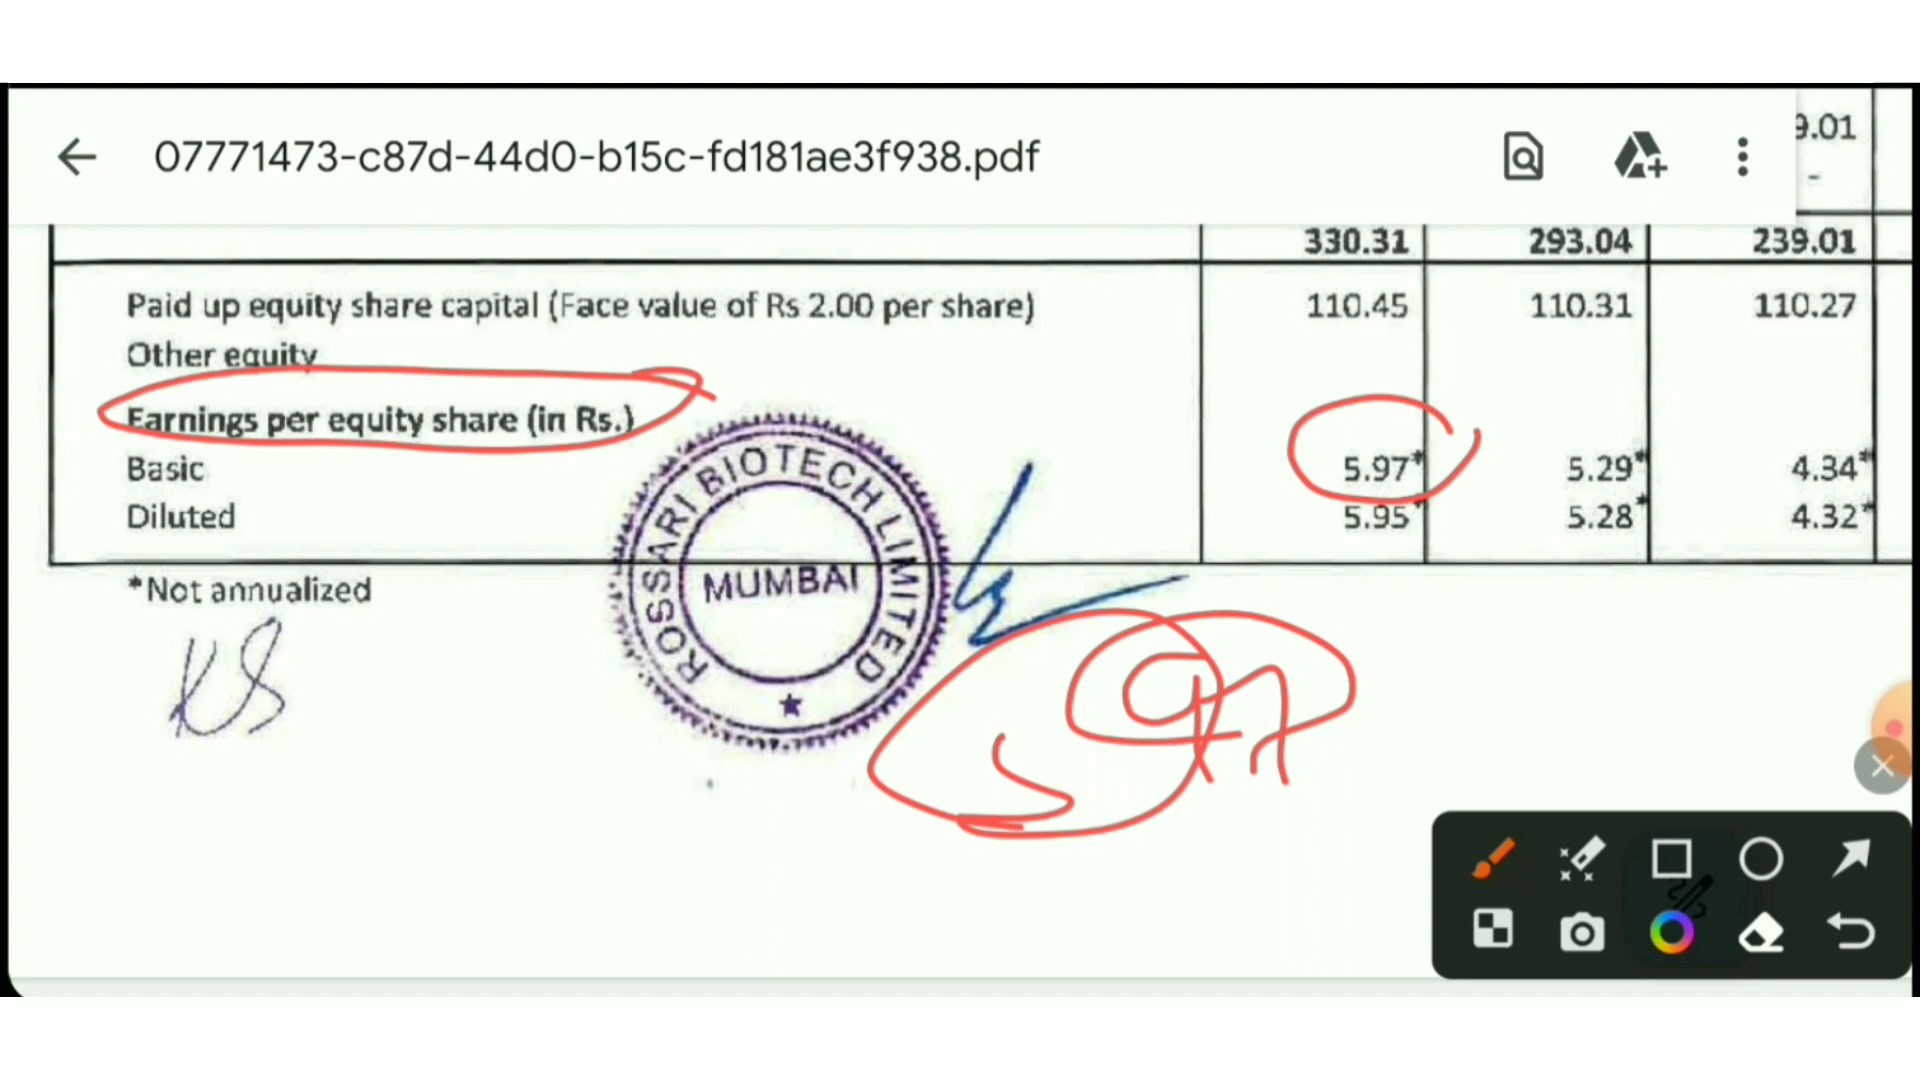 07771473-c87d-44d0-b15c-fd181ae3f938.pdf
9.01
-
330.31 293.04 239.01
Paid up equity share capital (Face value of Rs 2.00 per share) 110.45 110.31 110.27
Other equity
Earnings per equity share (in Rs.)
Basic 5.97* 5.29* 4.34*
Diluted 5.95* 5.28* 4.32*
*Not annualized
ROSSARI BIOTECH LIMITED
MUMBAI